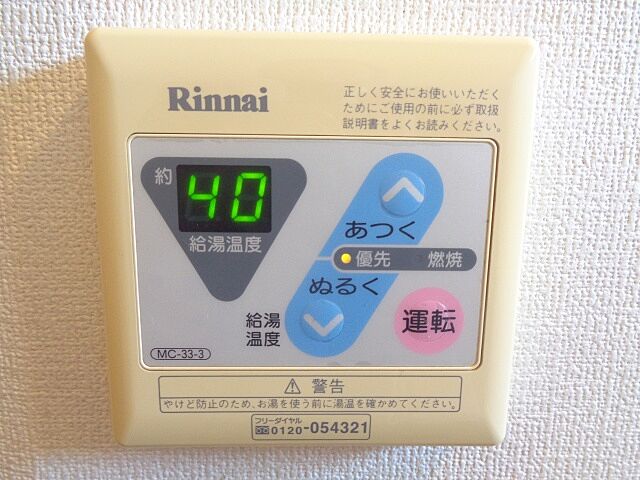 Rinnai
正しく安全にお使いいただく
ためにご使用の前に必ず取扱
説明書をよくお読みください。
約
40
給湯温度
あつく
優先 燃焼
ぬるく
給湯
温度
運転
MC-33-3
⚠ 警告
やけど防止のため、お湯を使う前に湯温を確かめてください。
フリーダイヤル
0120-054321